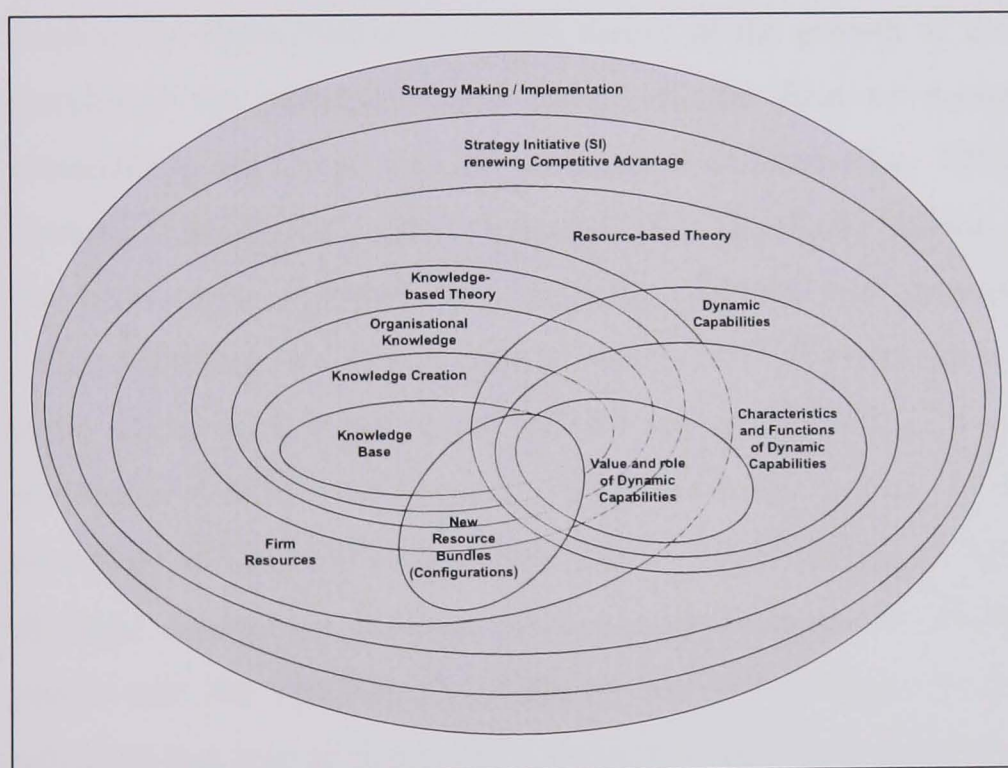 Strategy Making / Implementation
Strategy Initiative (SI)
renewing Competitive Advantage
Resource-based Theory
Knowledge-
based Theory
Dynamic
Capabilities
Organisational
Knowledge
Knowledge Creation
Knowledge
Base
Characteristics
and Functions
of Dynamic
Capabilities
Value and role
of Dynamic
Capabilities
New
Resource
Bundles
(Configurations)
Firm
Resources